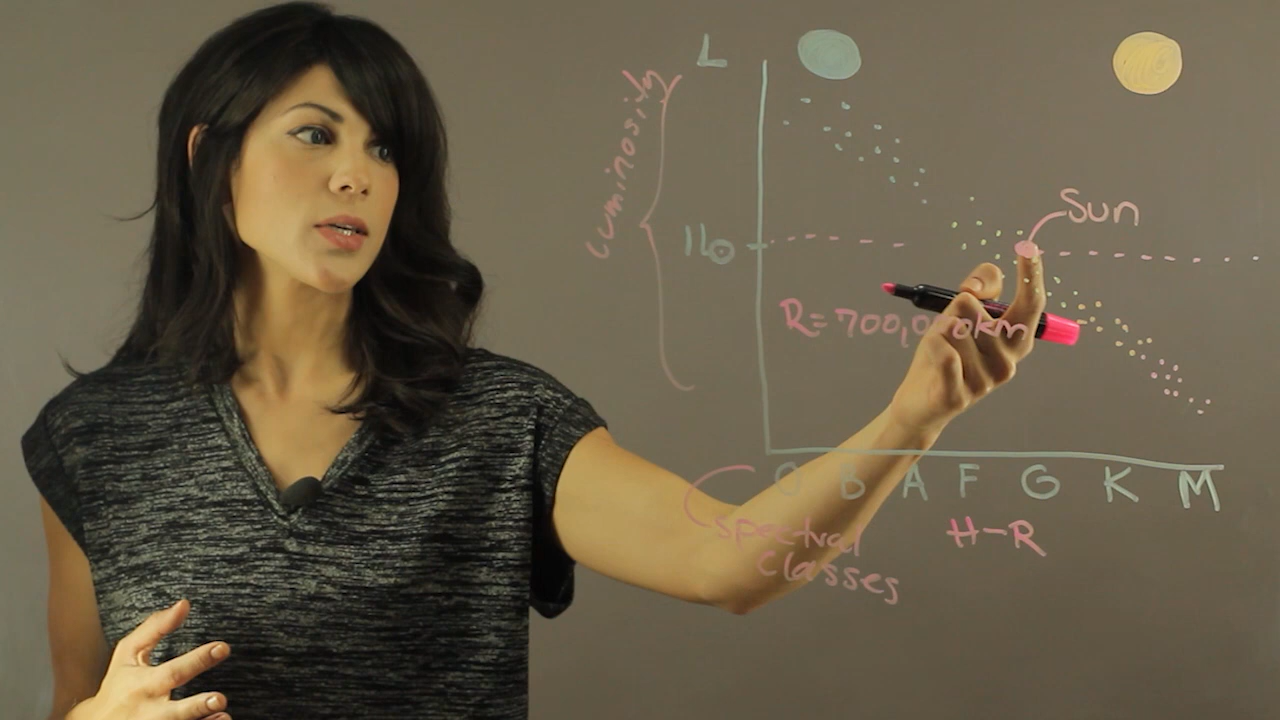 L
Luminosity
1L⊙
Sun
R=700,000km
O B A F G K M
spectral
classes
H-R